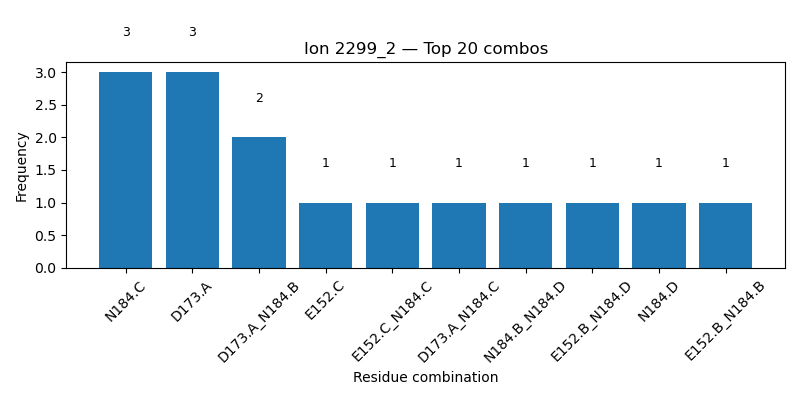 3 3
Ion 2299_2 — Top 20 combos
3.0
2.5
2.0
1.5
1.0
0.5
0.0
Frequency
2
1 1 1 1 1 1 1
N184.C
D173.A
D173.A_N184.B
E152.C
E152.C_N184.C
D173.A_N184.C
N184.B_N184.D
E152.B_N184.D
N184.D
E152.B_N184.B
Residue combination